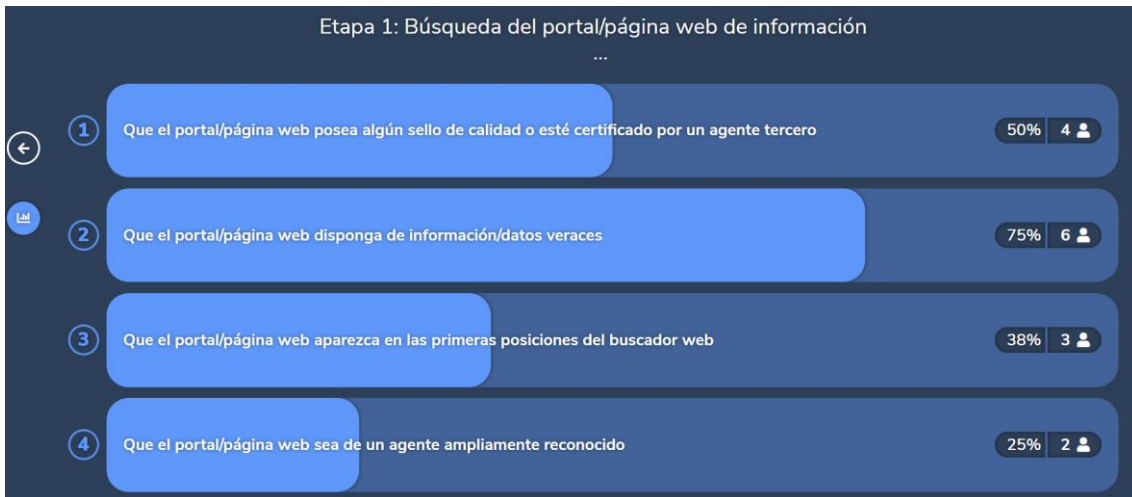 Etapa 1: Búsqueda del portal/página web de información
...
1 Que el portal/página web posea algún sello de calidad o esté certificado por un agente tercero 50% 4
2 Que el portal/página web disponga de información/datos veraces 75% 6
3 Que el portal/página web aparezca en las primeras posiciones del buscador web 38% 3
4 Que el portal/página web sea de un agente ampliamente reconocido 25% 2